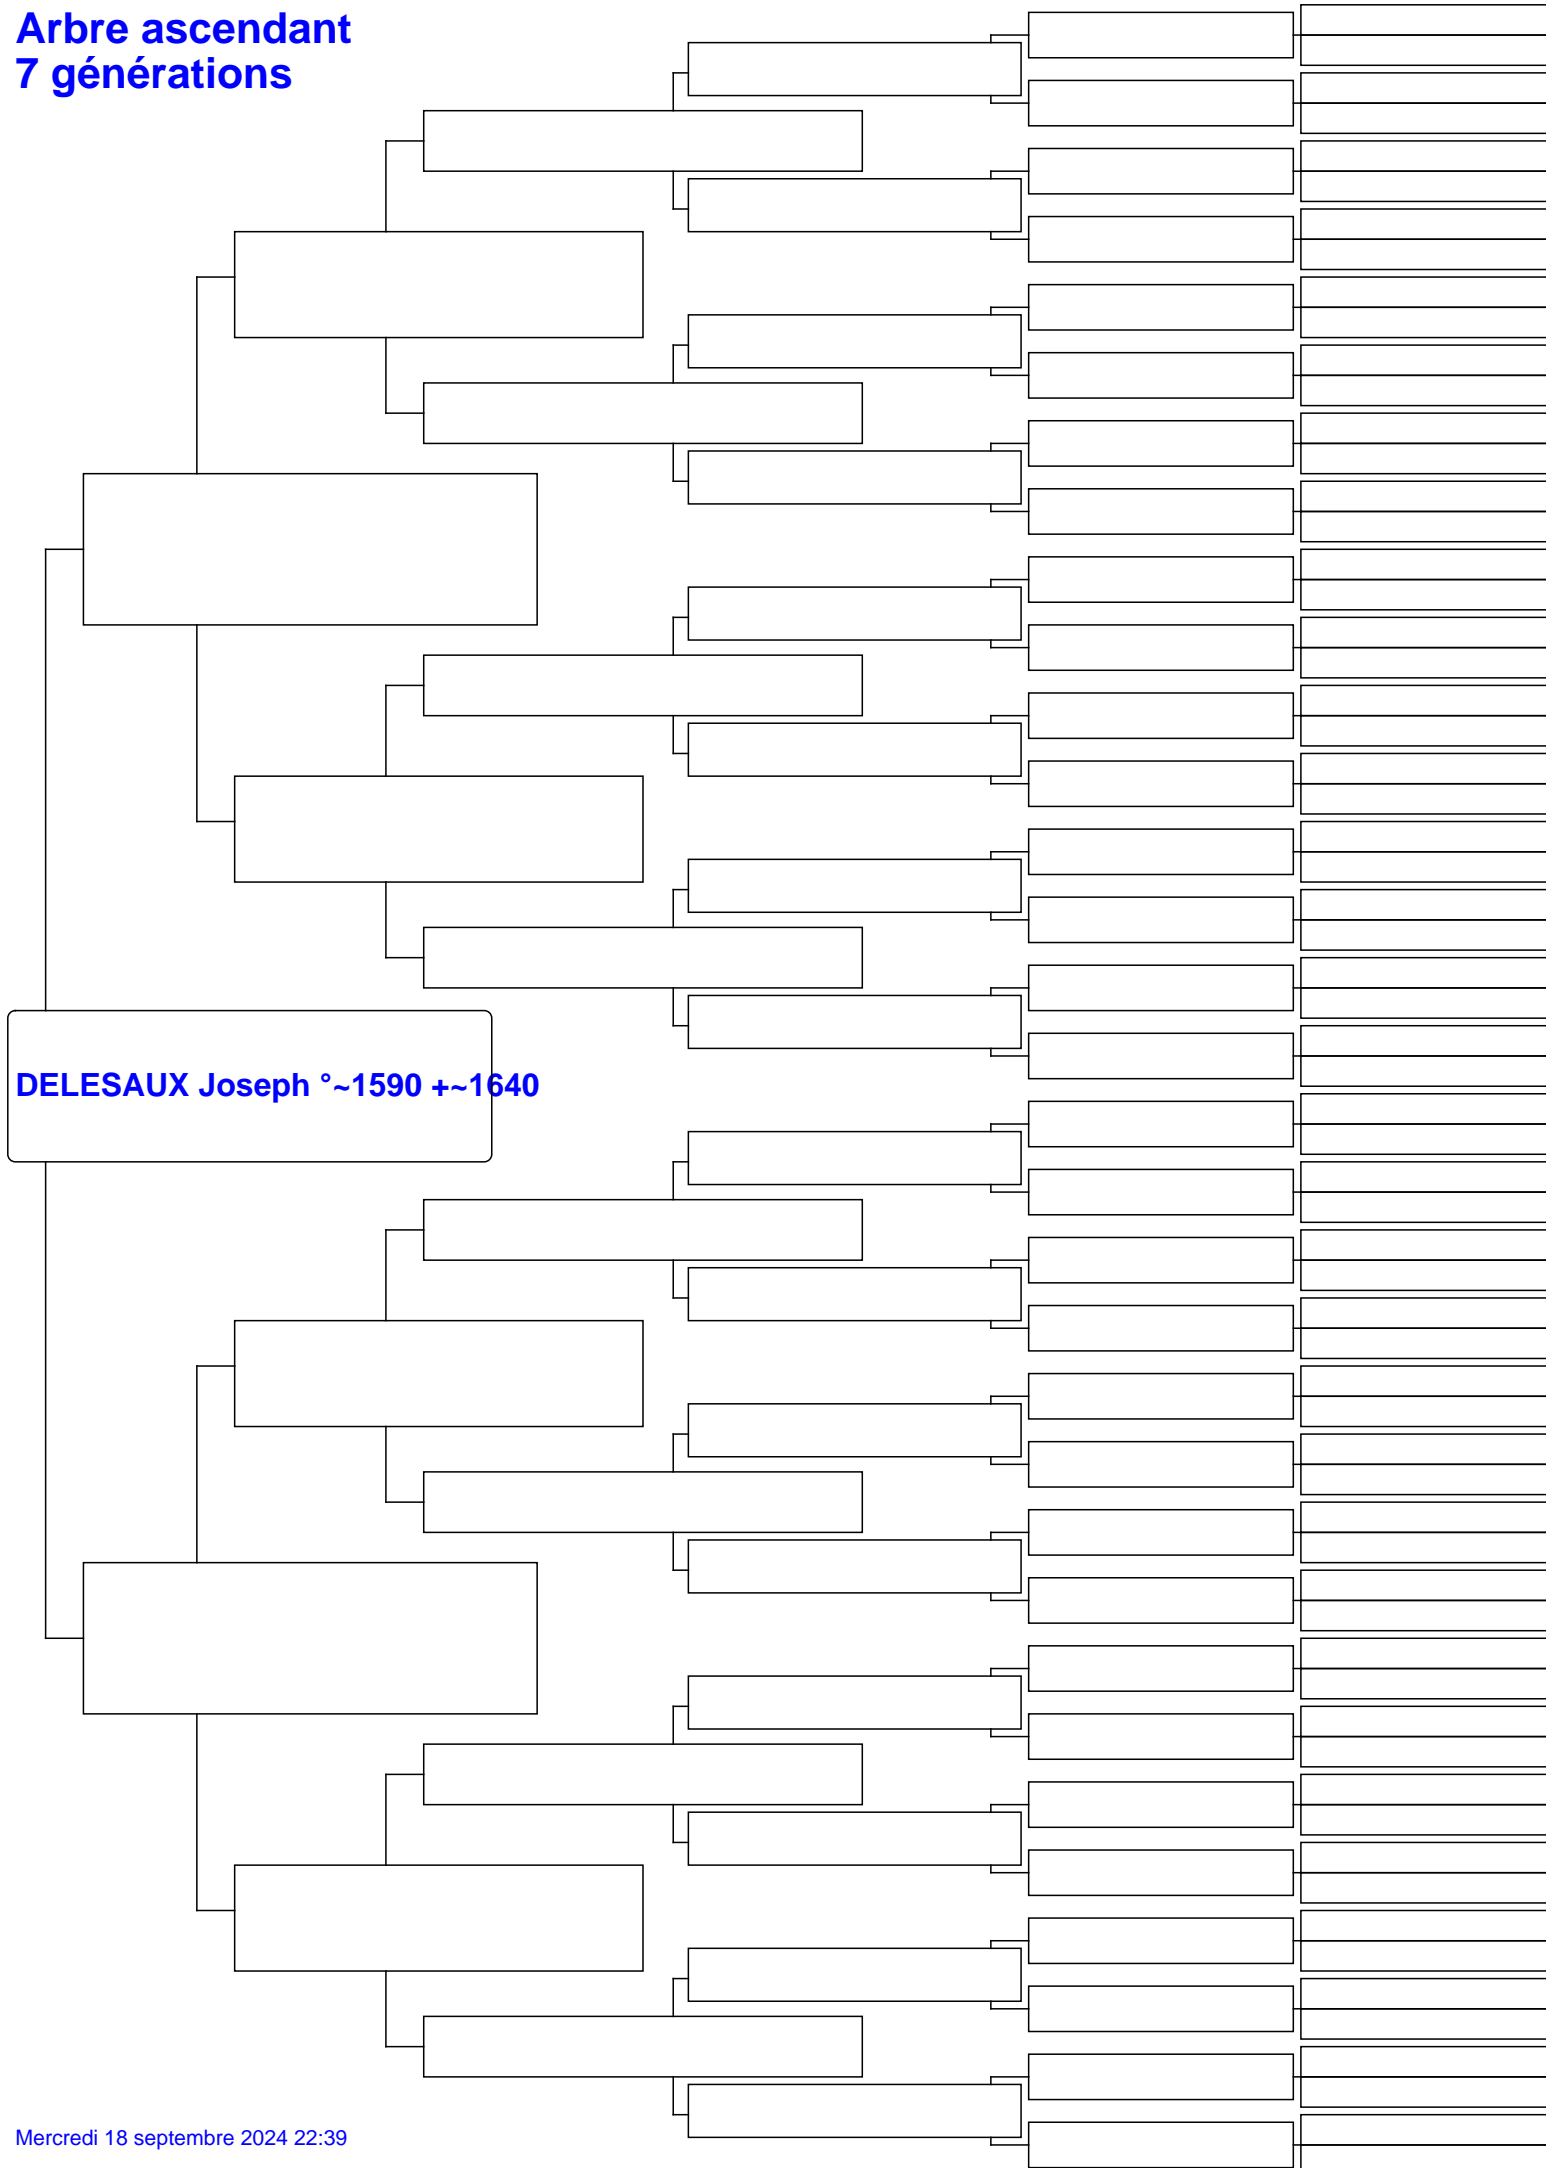 Arbre ascendant
7 générations
DELESAUX Joseph °~1590 +~1640
Mercredi 18 septembre 2024 22:39